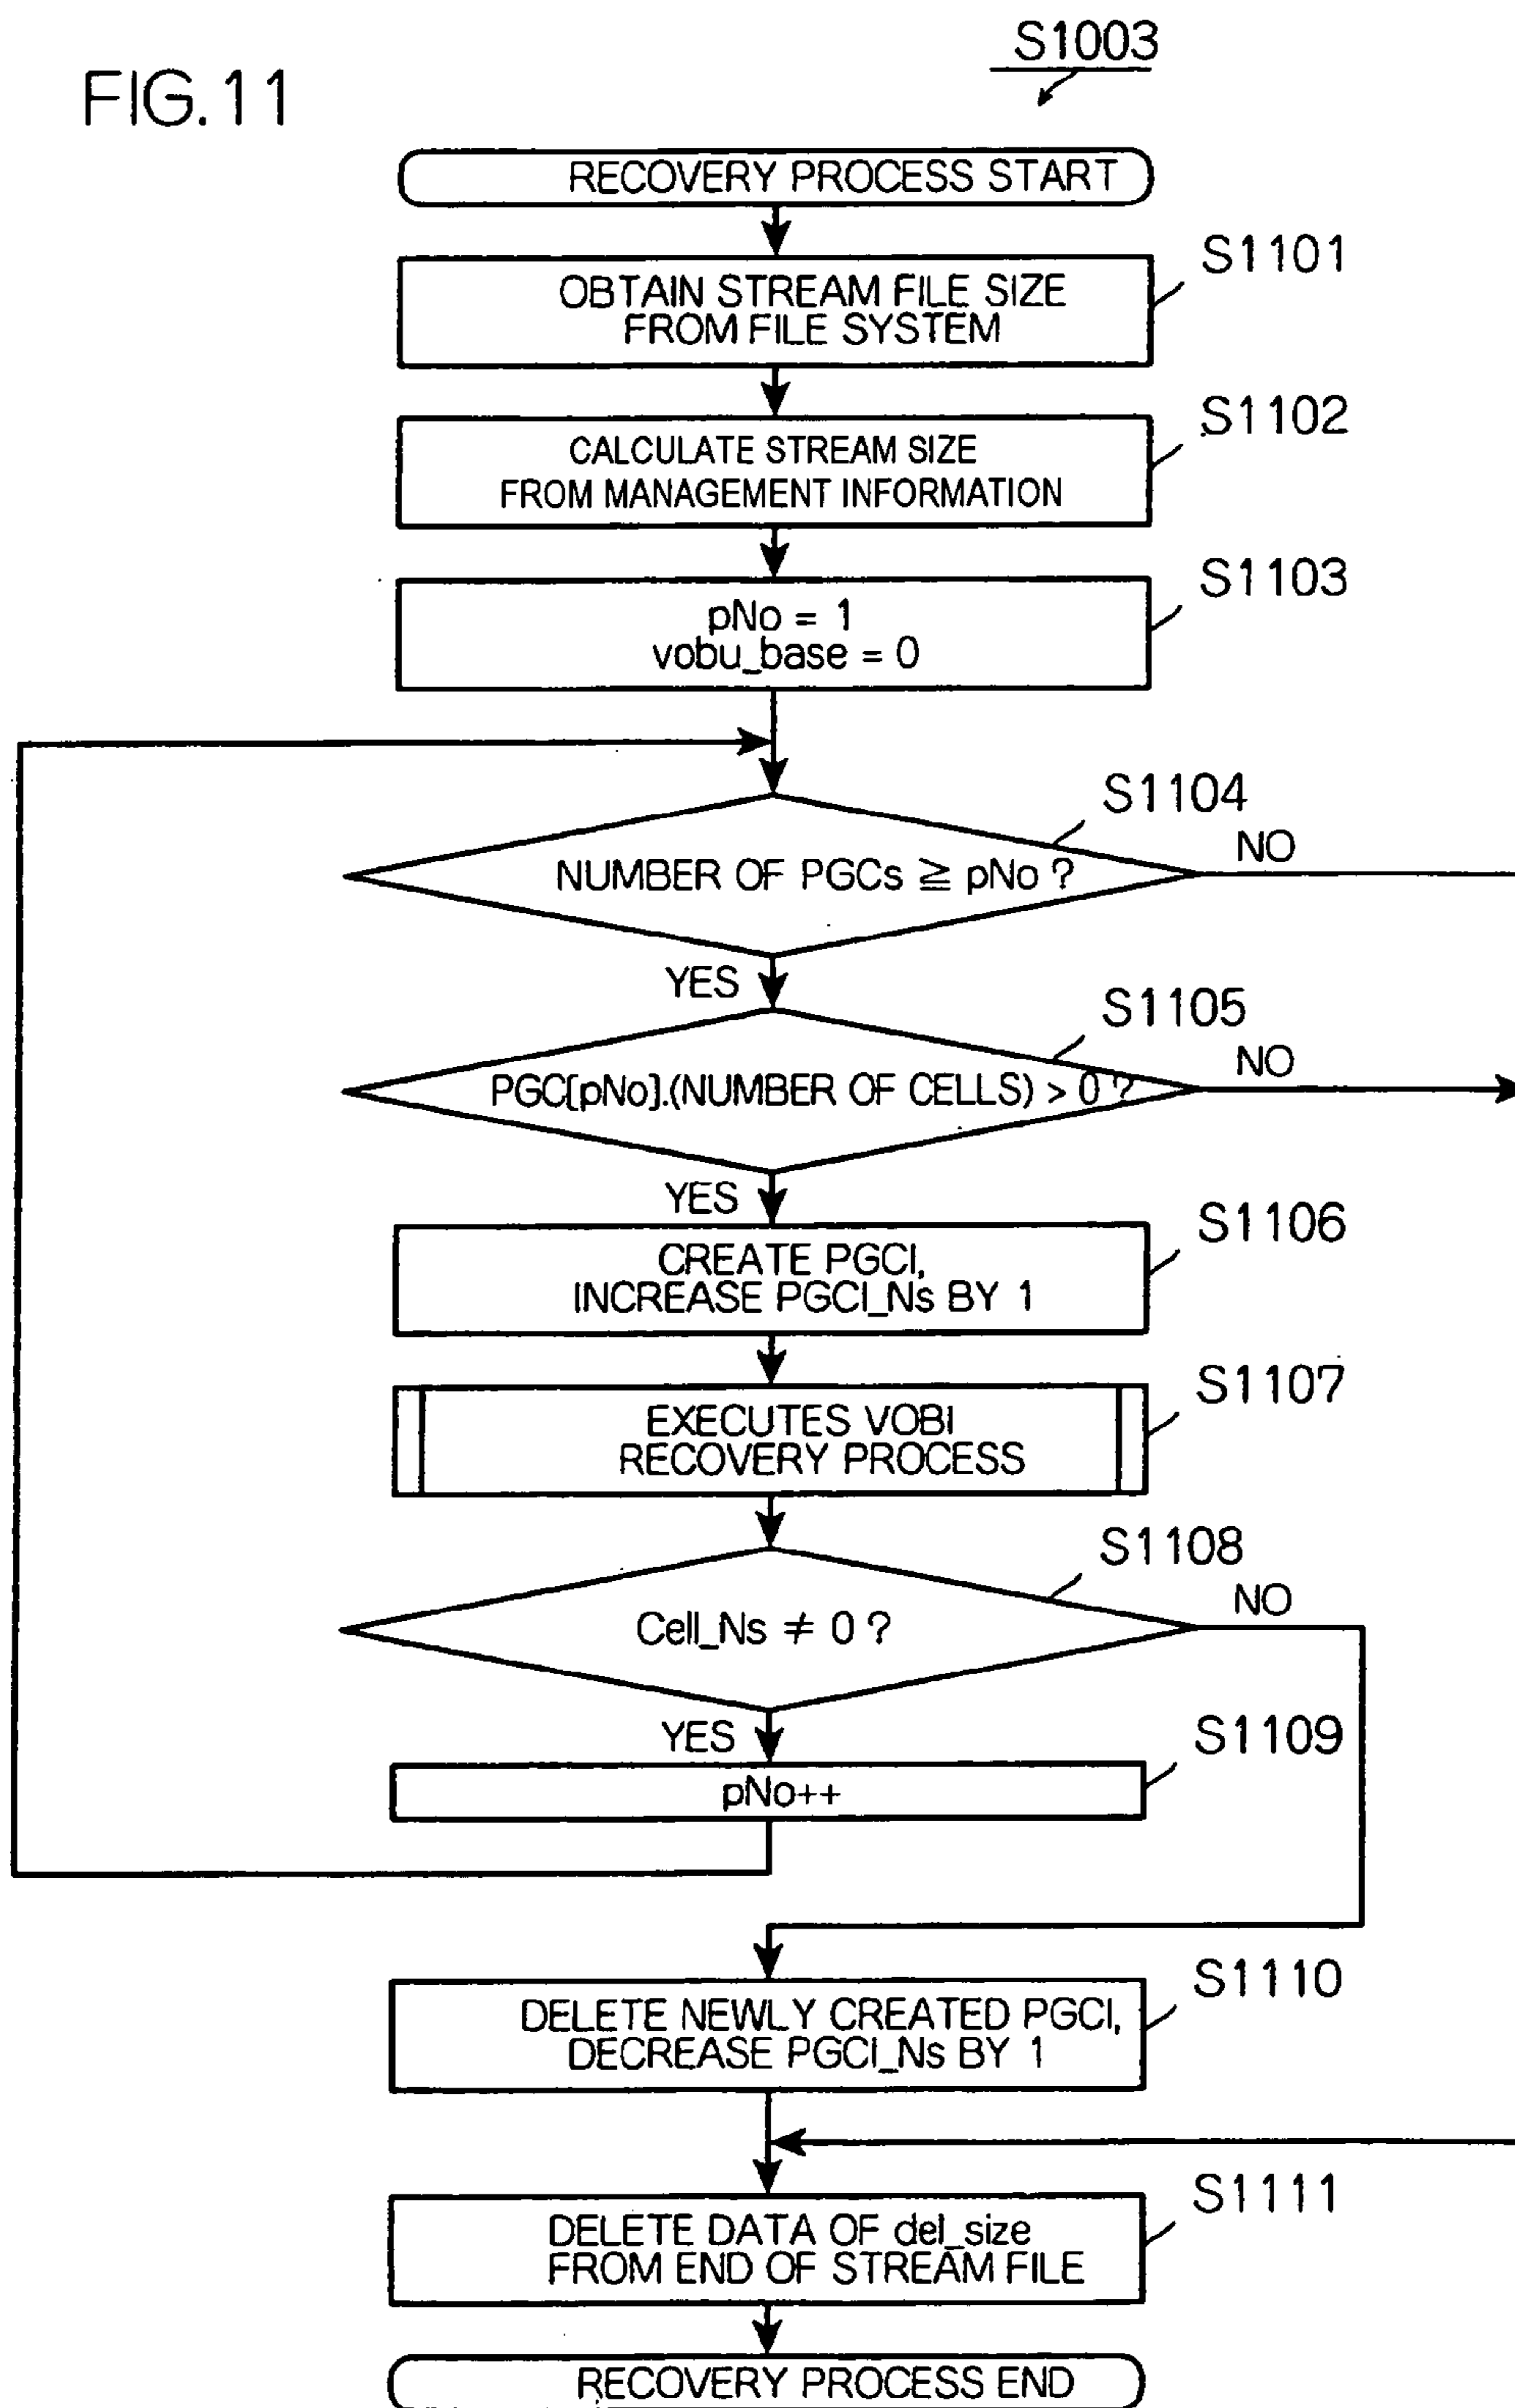 S1003
FIG. 11
RECOVERY PROCESS START
S1101
OBTAIN STREAM FILE SIZE
FROM FILE SYSTEM
S1102
CALCULATE STREAM SIZE
FROM MANAGEMENT INFORMATION
S1103
pNo = 1
vobu_base = 0
S1104
NUMBER OF PGCs ≧ pNo ?
NO
YES
S1105
PGC[pNo].(NUMBER OF CELLS) > 0 ?
NO
YES
S1106
CREATE PGCI,
INCREASE PGCI_Ns BY 1
S1107
EXECUTES VOBI
RECOVERY PROCESS
S1108
Cell_Ns ≠ 0 ?
NO
YES
S1109
pNo++
S1110
DELETE NEWLY CREATED PGCI,
DECREASE PGCI_Ns BY 1
S1111
DELETE DATA OF del_size
FROM END OF STREAM FILE
RECOVERY PROCESS END